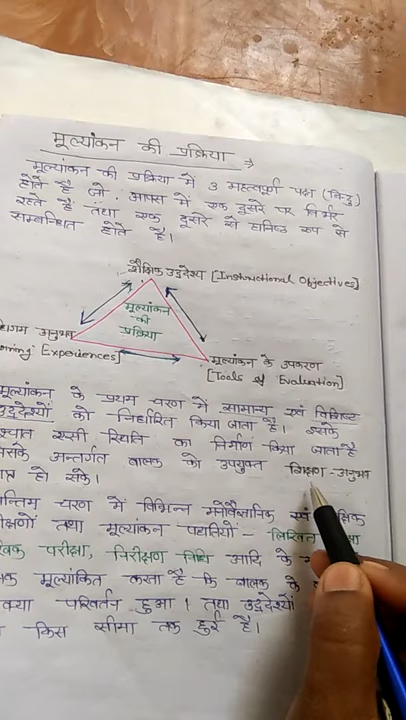 मूल्यांकन की प्रक्रिया ⇒
मूल्यांकन की प्रक्रिया में 3 महत्वपूर्ण पक्ष (बिन्दु)
होते है जो आपस में एक दूसरे पर निर्भर
रहते है तथा एक दूसरे से घनिष्ठ रूप से
सम्बन्धित होते है।
शैक्षिक उद्देश्य [Instructional Objectives]
मूल्यांकन
की
प्रक्रिया
अनुभव
Experiences]
मूल्यांकन के उपकरण
[Tools of Evaluation]
मूल्यांकन के प्रथम चरण में सामान्य एवं विशिष्ट
उद्देश्यों को निर्धारित किया जाता है। इसके
ऐसी स्थिति का निर्माण किया जाता है
अन्तर्गत बालक को उपयुक्त शिक्षण-अनुभव
हो सके।
चरण में विभिन्न मनोवैज्ञानिक एवं
तथा मूल्यांकन पद्धतियों - लिखित
परीक्षा, निरीक्षण विधि आदि के
मूल्यांकित करता है कि बालक के
क्या परिवर्तन हुआ। तथा उद्देश्यों
किस सीमा तक हुई है।